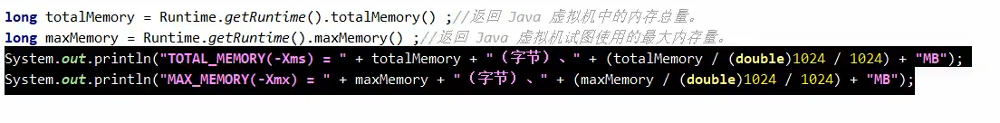 long totalMemory = Runtime.getRuntime().totalMemory() ;//返回 Java 虚拟机中的内存总量。
long maxMemory = Runtime.getRuntime().maxMemory() ;//返回 Java 虚拟机试图使用的最大内存量。
System.out.println("TOTAL_MEMORY(-Xms) = " + totalMemory + "（字节）、" + (totalMemory / (double)1024 / 1024) + "MB");
System.out.println("MAX_MEMORY(-Xmx) = " + maxMemory + "（字节）、" + (maxMemory / (double)1024 / 1024) + "MB");